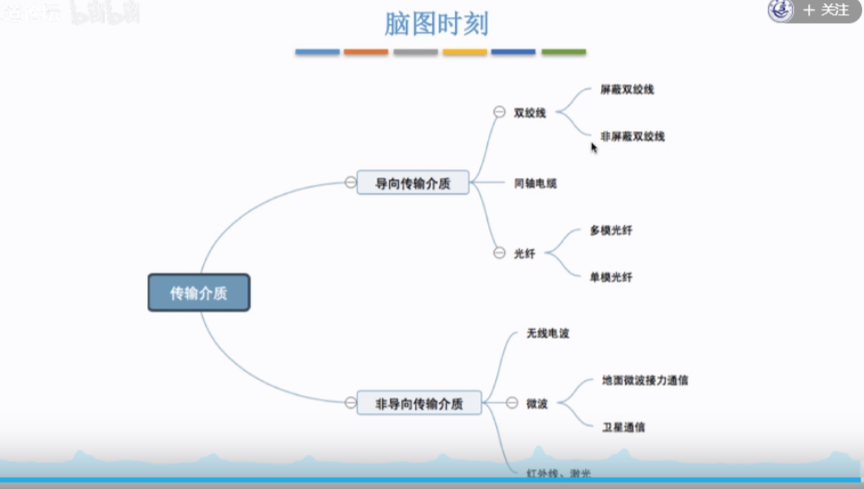 + 关注
脑图时刻
屏蔽双绞线
双绞线
非屏蔽双绞线
导向传输介质
同轴电缆
多模光纤
光纤
单模光纤
传输介质
无线电波
地面微波接力通信
非导向传输介质
微波
卫星通信
红外线、激光